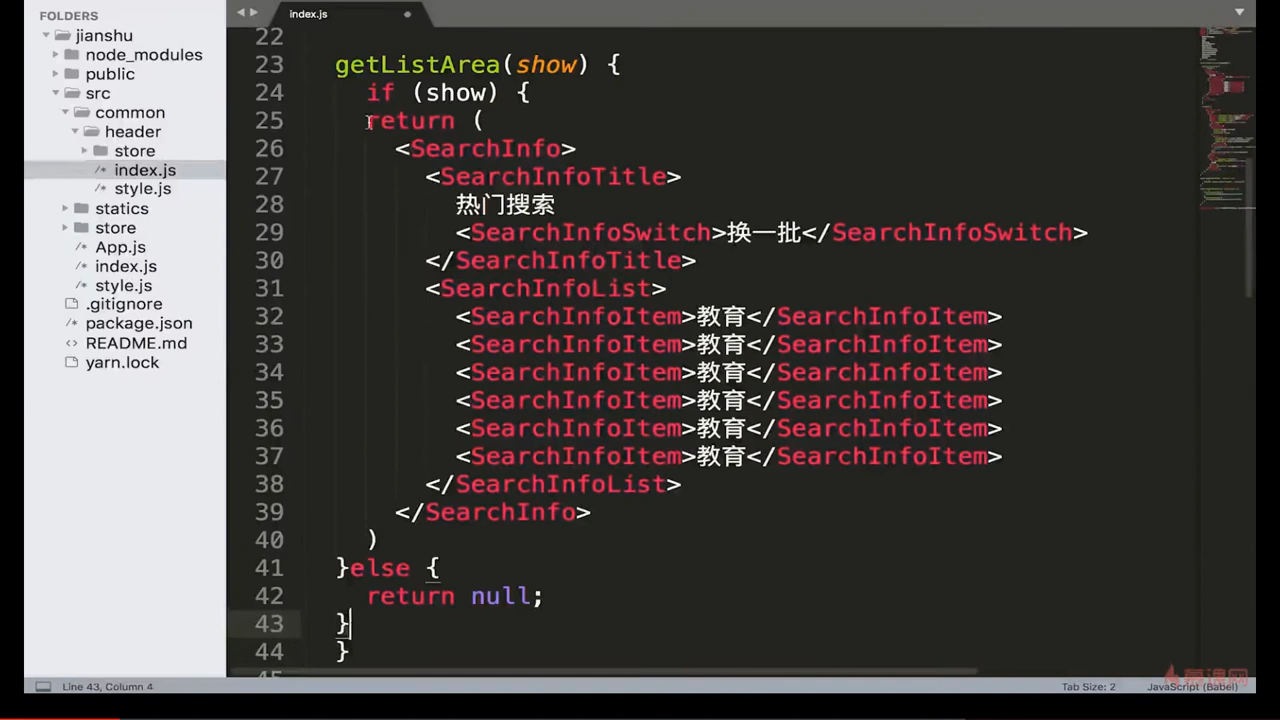 FOLDERS
jianshu
node_modules
public
src
common
header
store
index.js
style.js
statics
store
App.js
index.js
style.js
.gitignore
package.json
README.md
yarn.lock
index.js
22
23 getListArea(show) {
24 if (show) {
25 return (
26 <SearchInfo>
27 <SearchInfoTitle>
28 热门搜索
29 <SearchInfoSwitch>换一批</SearchInfoSwitch>
30 </SearchInfoTitle>
31 <SearchInfoList>
32 <SearchInfoItem>教育</SearchInfoItem>
33 <SearchInfoItem>教育</SearchInfoItem>
34 <SearchInfoItem>教育</SearchInfoItem>
35 <SearchInfoItem>教育</SearchInfoItem>
36 <SearchInfoItem>教育</SearchInfoItem>
37 <SearchInfoItem>教育</SearchInfoItem>
38 </SearchInfoList>
39 </SearchInfo>
40 )
41 }else {
42 return null;
43 }
44 }
慕课网
Line 43, Column 4
Tab Size: 2
JavaScript (Babel)